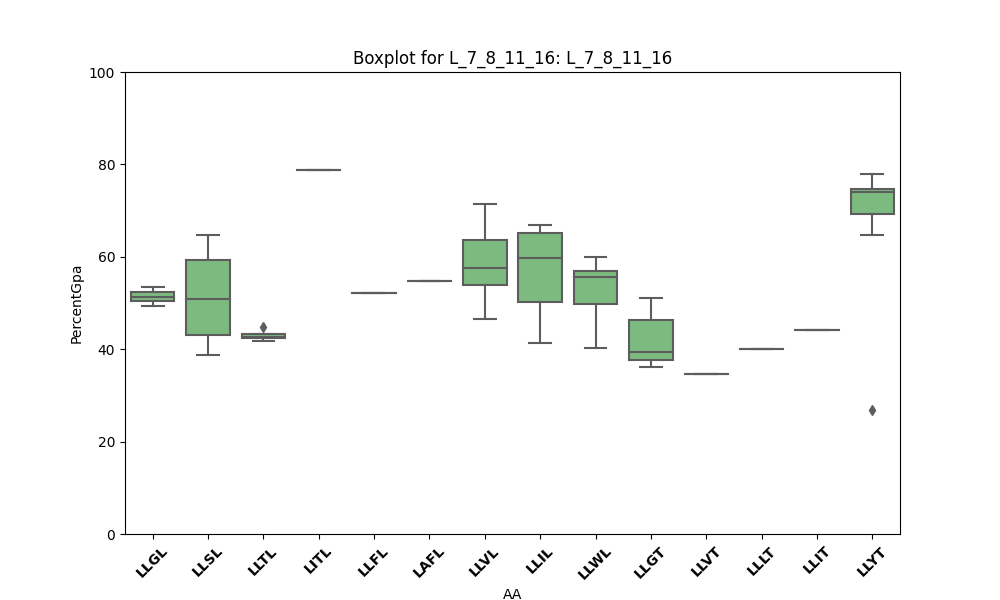 Boxplot for L_7_8_11_16: L_7_8_11_16
100
80
60
40
20
0
PercentGpa
LLGL
LLSL
LLTL
LITL
LLFL
LAFL
LLVL
LLIL
LLWL
LLGT
LLVT
LLLT
LLIT
LLYT
AA